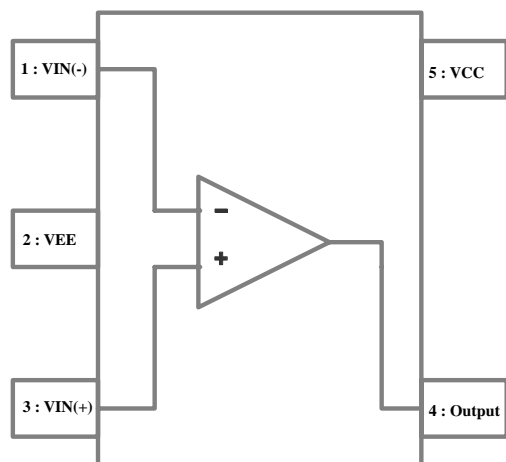 1 : VIN(-)
5 : VCC
-
2 : VEE
+
3 : VIN(+)
4 : Output